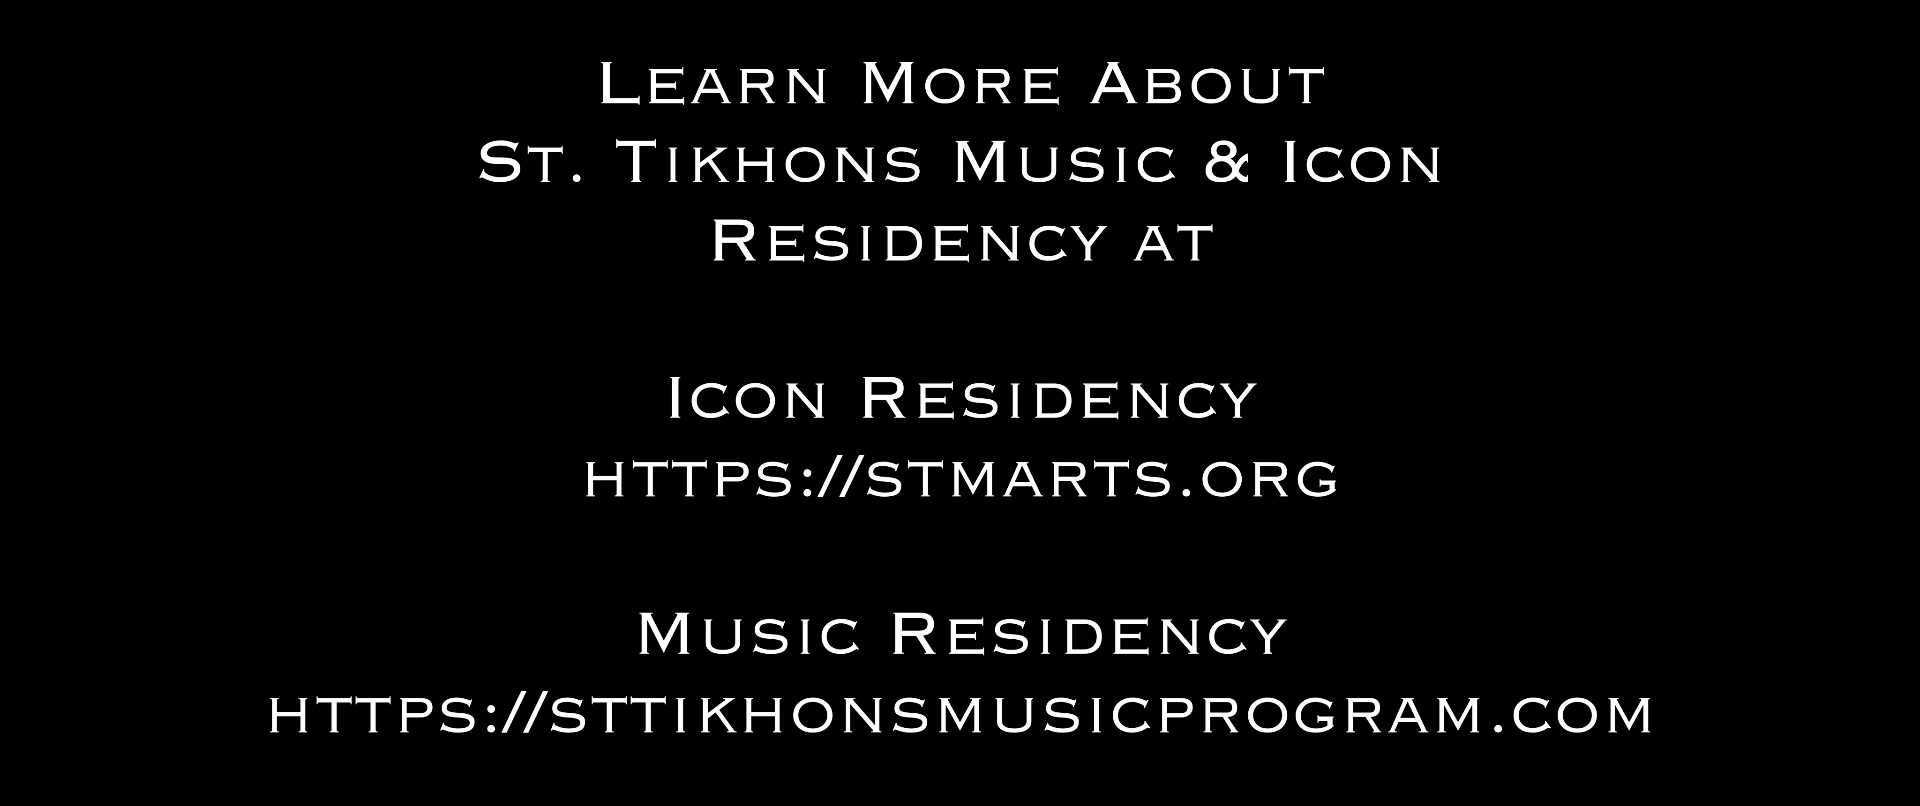 Learn More About
St. Tikhons Music & Icon
Residency at
Icon Residency
https://stmarts.org
Music Residency
https://sttikhonsmusicprogram.com